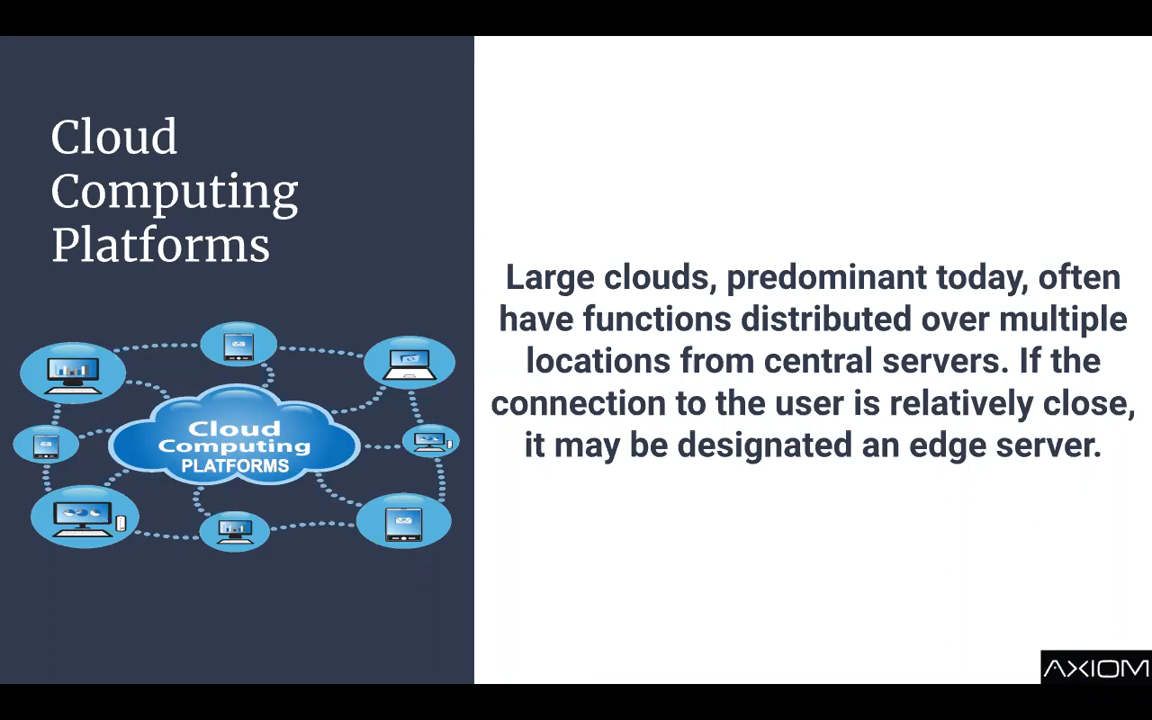 Cloud
Computing
Platforms
Cloud
Computing
PLATFORMS
Large clouds, predominant today, often
have functions distributed over multiple
locations from central servers. If the
connection to the user is relatively close,
it may be designated an edge server.
AXIOM